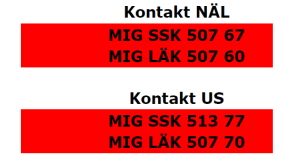 Kontakt NÄL
MIG SSK 507 67
MIG LÄK 507 60
Kontakt US
MIG SSK 513 77
MIG LÄK 507 70